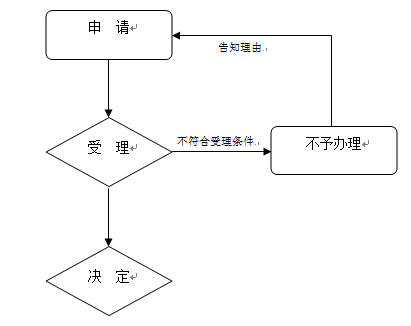 申 请
告知理由
受 理
不符合受理条件
不予办理
决 定